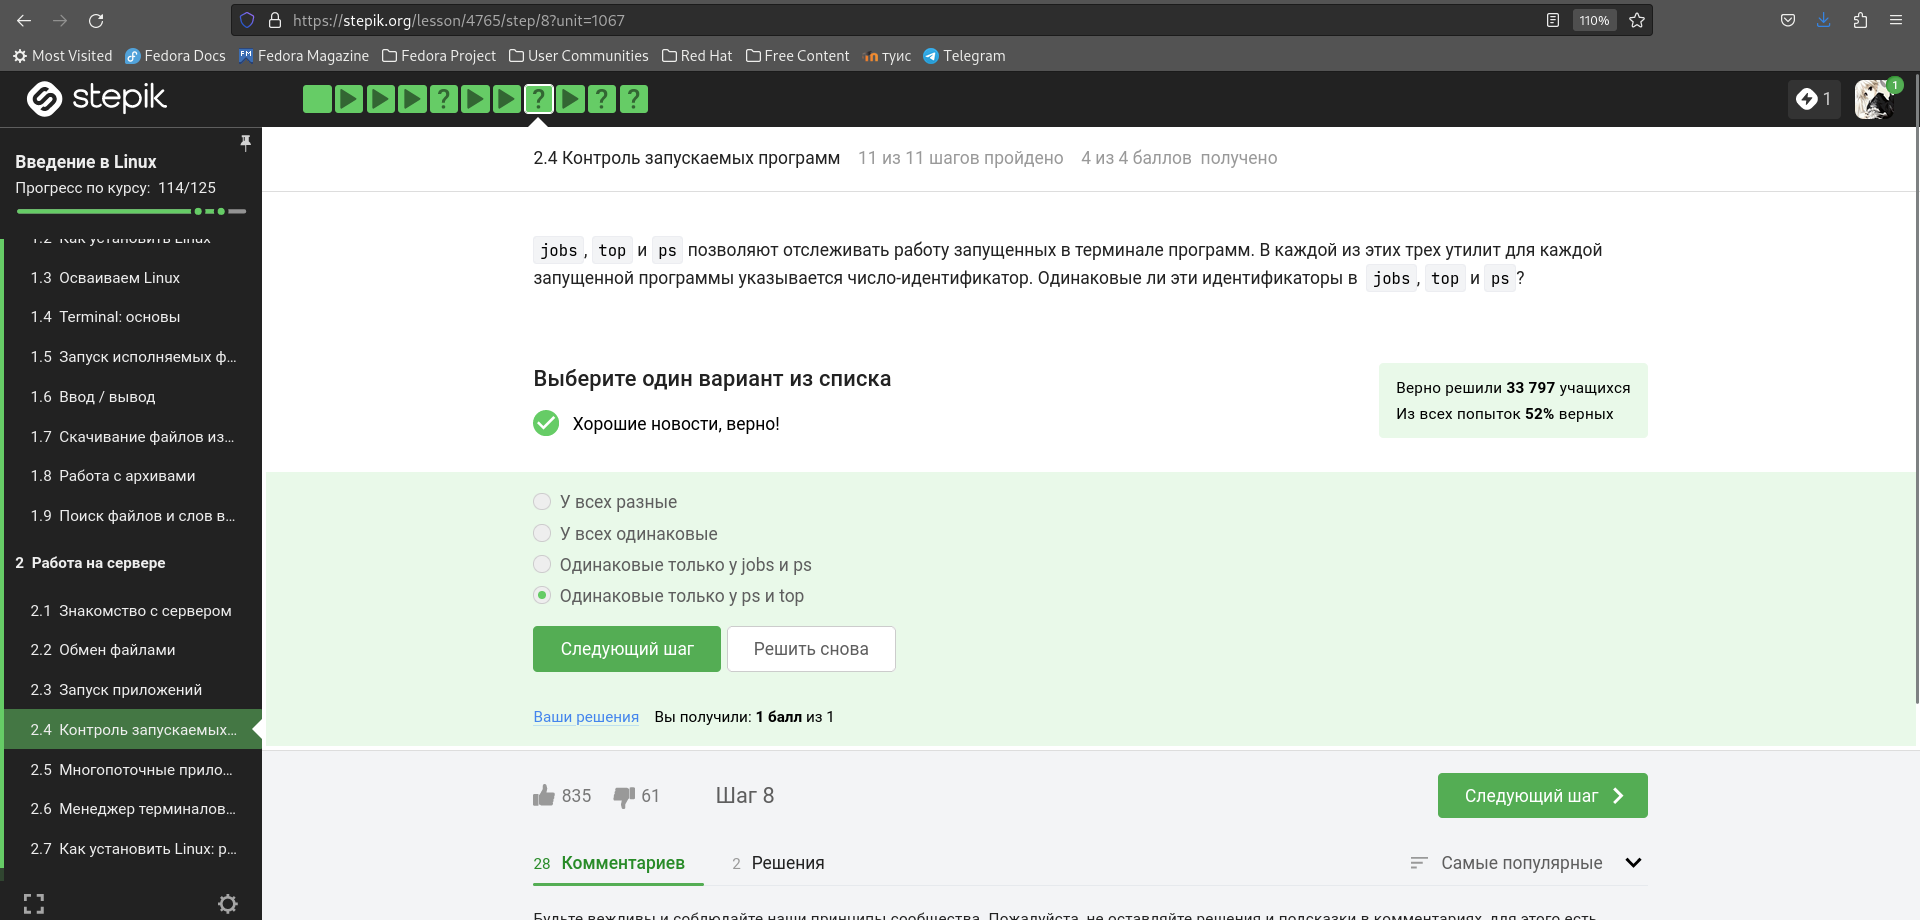 https://stepik.org/lesson/4765/step/8?unit=1067
110%
Most Visited Fedora Docs Fedora Magazine Fedora Project User Communities Red Hat Free Content туис Telegram
stepik
? ? ? ?
1
1
Введение в Linux
Прогресс по курсу: 114/125
1.2 Как установить Linux
1.3 Осваиваем Linux
1.4 Terminal: основы
1.5 Запуск исполняемых ф...
1.6 Ввод / вывод
1.7 Скачивание файлов из...
1.8 Работа с архивами
1.9 Поиск файлов и слов в...
2 Работа на сервере
2.1 Знакомство с сервером
2.2 Обмен файлами
2.3 Запуск приложений
2.4 Контроль запускаемых...
2.5 Многопоточные прило...
2.6 Менеджер терминалов...
2.7 Как установить Linux: р...
2.4 Контроль запускаемых программ 11 из 11 шагов пройдено 4 из 4 баллов получено
jobs, top и ps позволяют отслеживать работу запущенных в терминале программ. В каждой из этих трех утилит для каждой
запущенной программы указывается число-идентификатор. Одинаковые ли эти идентификаторы в jobs, top и ps?
Выберите один вариант из списка
Хорошие новости, верно!
Верно решили 33 797 учащихся
Из всех попыток 52% верных
У всех разные
У всех одинаковые
Одинаковые только у jobs и ps
Одинаковые только у ps и top
Следующий шаг Решить снова
Ваши решения Вы получили: 1 балл из 1
835 61 Шаг 8
Следующий шаг
28 Комментариев 2 Решения
Самые популярные
Будьте вежливы и соблюдайте наши принципы сообщества. Пожалуйста, не оставляйте решения и подсказки в комментариях, для этого есть